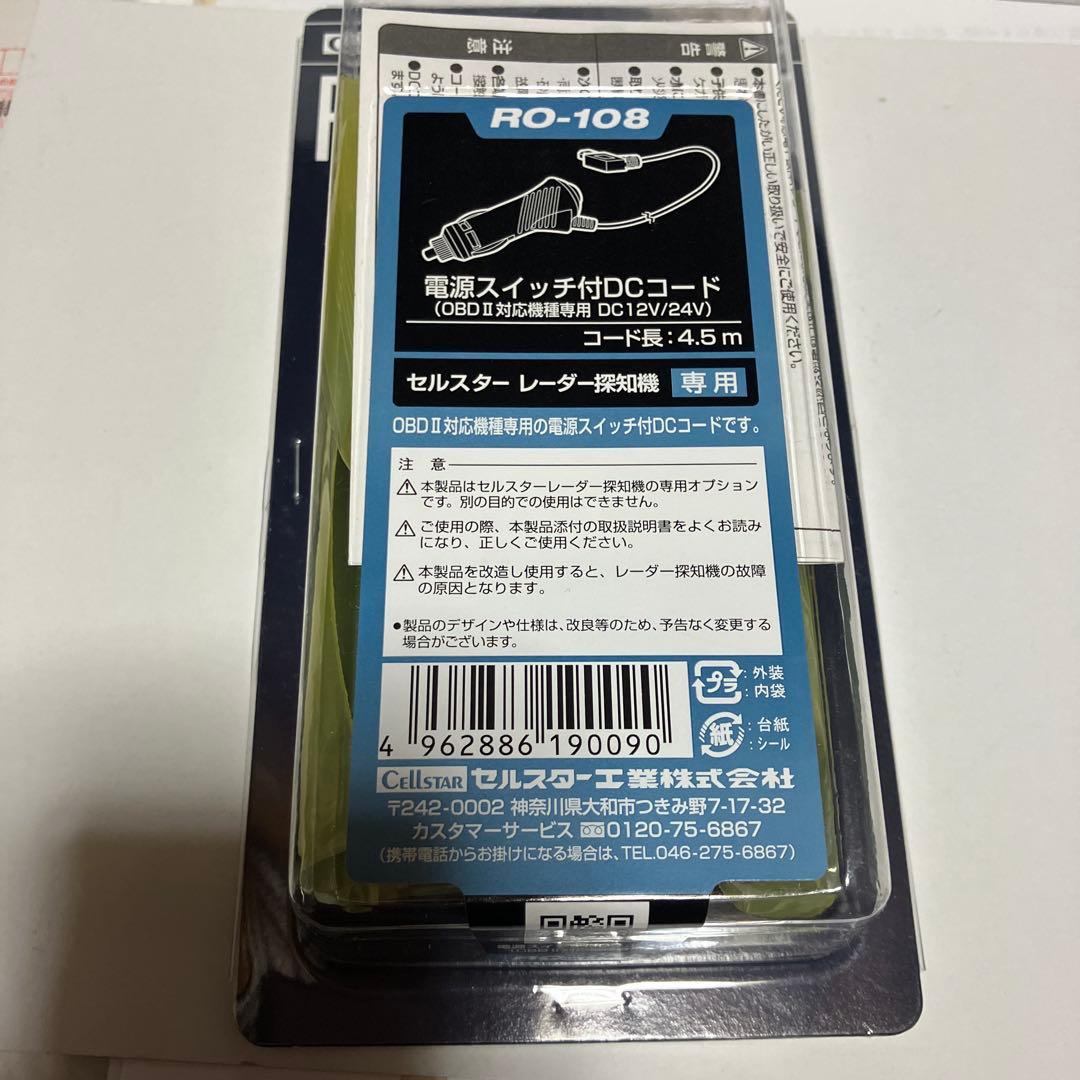 注意
警告
RO-108
電源スイッチ付DCコード
(OBDⅡ対応機種専用 DC12V/24V)
コード長:4.5m
セルスター レーダー探知機 専用
OBDⅡ対応機種専用の電源スイッチ付DCコードです。
注 意
本製品はセルスターレーダー探知機の専用オプション
です。別の目的での使用はできません。
ご使用の際、本製品添付の取扱説明書をよくお読み
になり、正しくご使用ください。
本製品を改造し使用すると、レーダー探知機の故障
の原因となります。
●製品のデザインや仕様は、改良等のため、予告なく変更する
場合がございます。
プラ :外装
:内袋
紙 :台紙
:シール
4 962886 190090
CELLSTAR セルスター工業株式会社
〒242-0002 神奈川県大和市つきみ野7-17-32
カスタマーサービス 0120-75-6867
(携帯電話からお掛けになる場合は、TEL.046-275-6867)